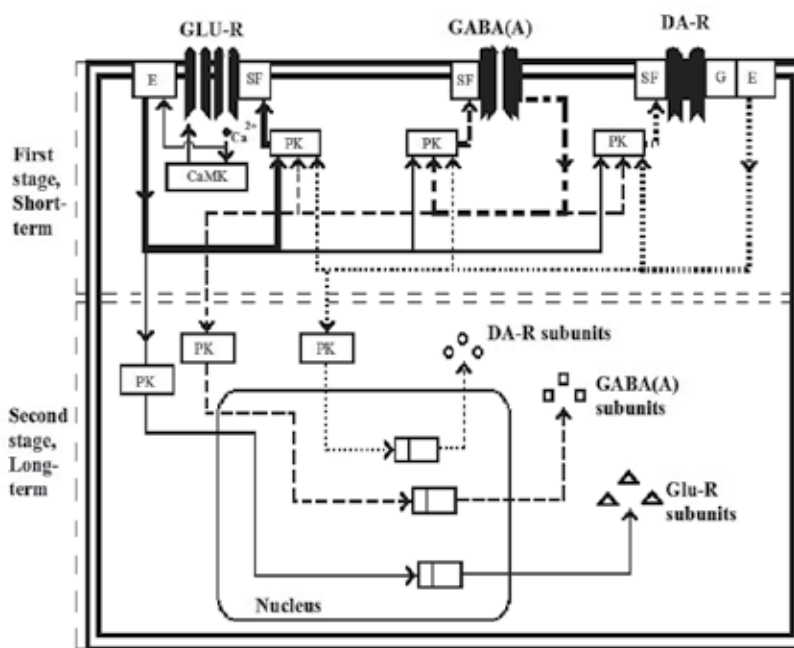 GLU-R
GABA(A)
DA-R
E
SF
SF
SF
G
E
Ca2+
PK
PK
PK
CaMK
First
stage,
Short-
term
Second
stage,
Long-
term
PK
PK
PK
DA-R subunits
GABA(A)
subunits
Glu-R
subunits
Nucleus